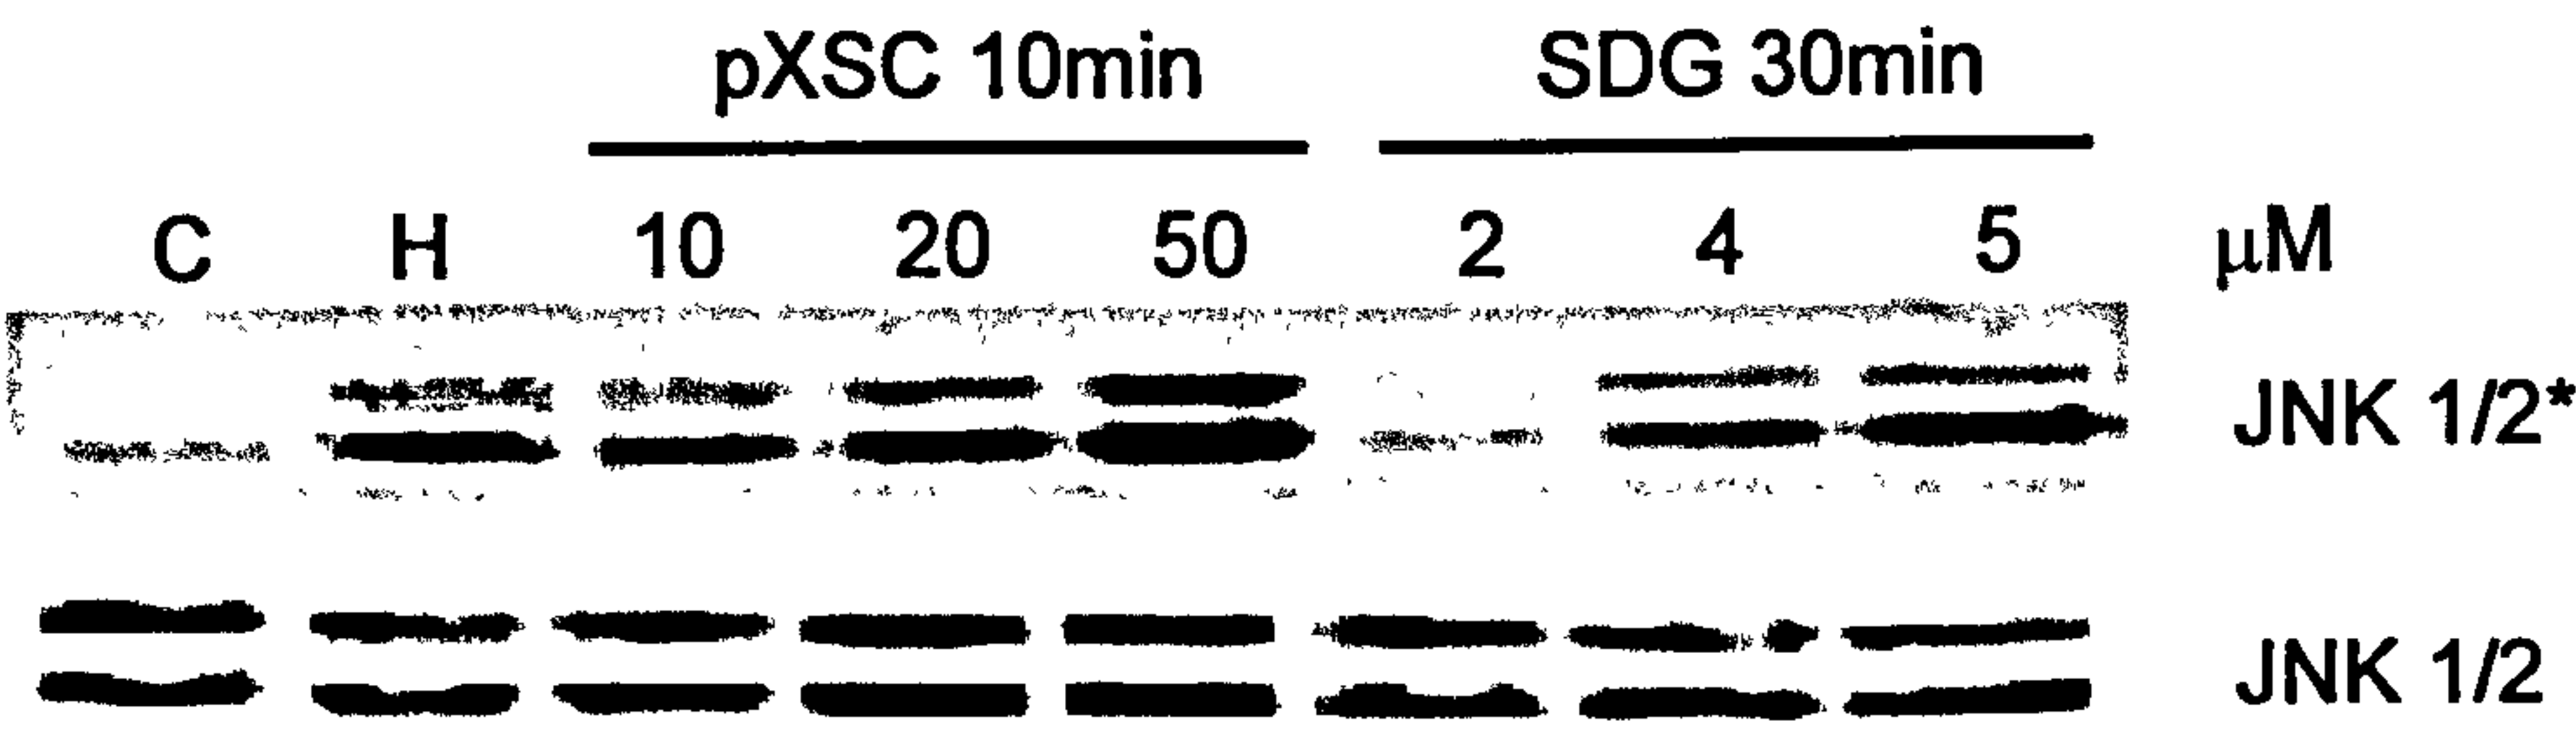 pXSC 10min SDG 30min
C H 10 20 50 2 4 5 μM
JNK 1/2*
JNK 1/2